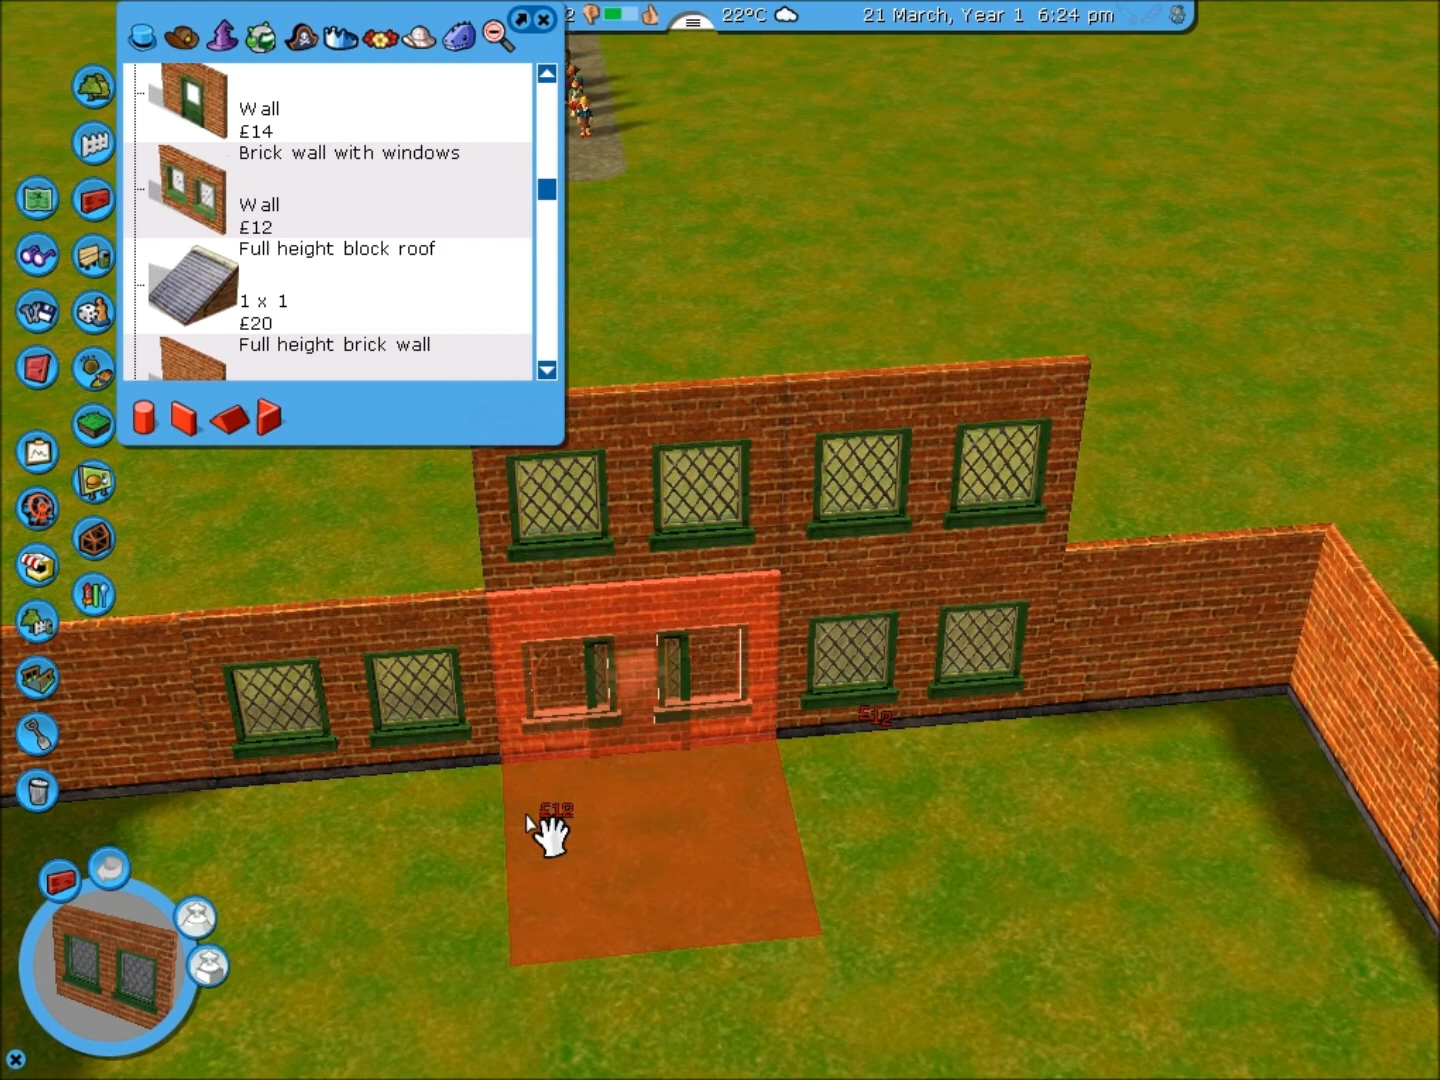 2
22°C
21 March, Year 1 6:24 pm
Wall
£14
Brick wall with windows
Wall
£12
Full height block roof
1 x 1
£20
Full height brick wall
£12
£12